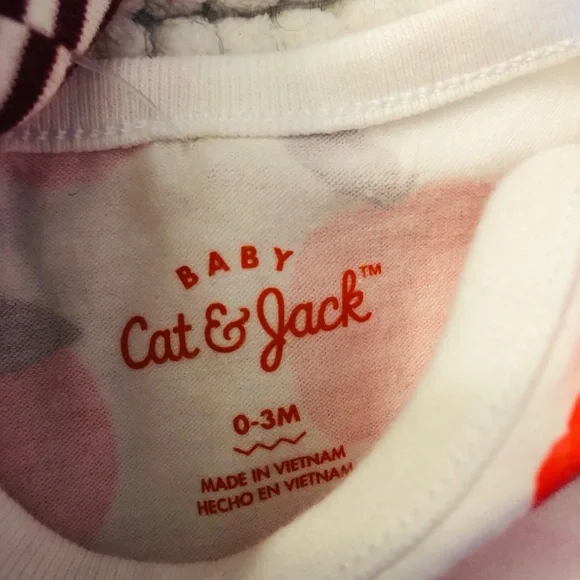 BABY
Cat & Jack™
0-3M
MADE IN VIETNAM
HECHO EN VIETNAM